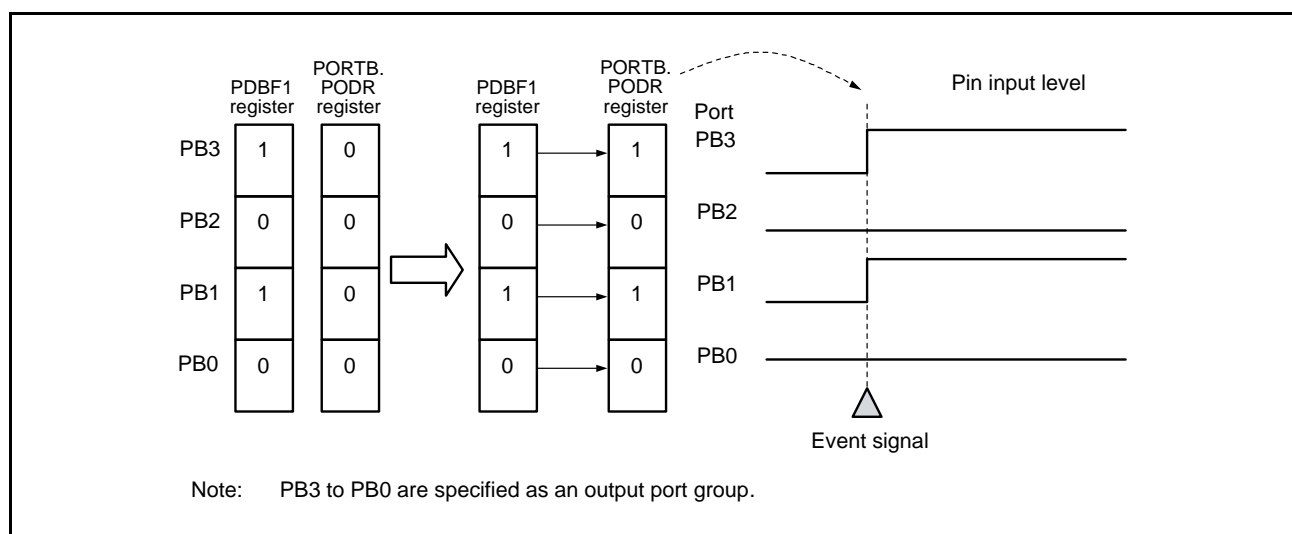 PDBF1
register
PORTB.
PODR
register
PDBF1
register
PORTB.
PODR
register
Pin input level
Port
PB3 1 0 1 1 PB3
PB2 0 0 0 0 PB2
PB1 1 0 1 1 PB1
PB0 0 0 0 0 PB0
Event signal
Note: PB3 to PB0 are specified as an output port group.